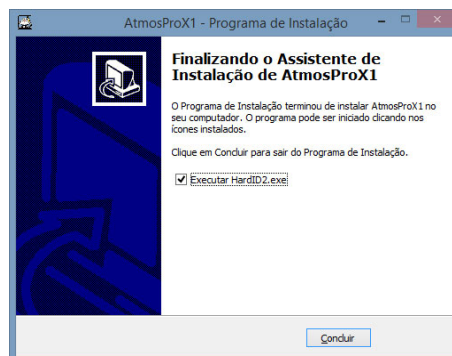 AtmosProX1 - Programa de Instalação
Finalizando o Assistente de
Instalação de AtmosProX1
O Programa de Instalação terminou de instalar AtmosProX1 no
seu computador. O programa pode ser iniciado clicando nos
ícones instalados.
Clique em Concluir para sair do Programa de Instalação.
Executar HardID2.exe
Concluir